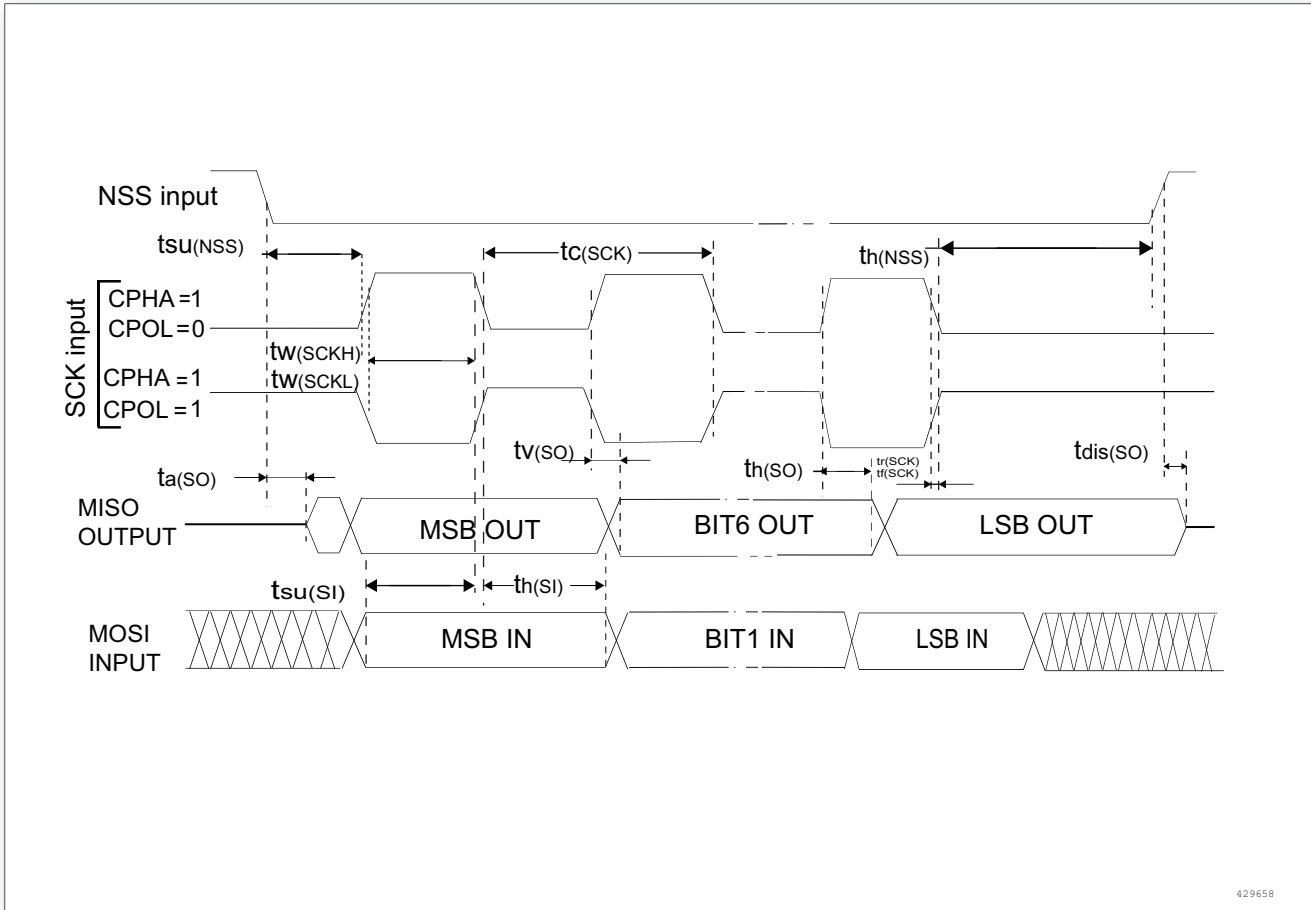 NSS input
tsu(NSS)
tc(SCK)
th(NSS)
SCK input
CPHA =1
CPOL =0
tw(SCKH)
tw(SCKL)
CPHA =1
CPOL = 1
tv(SO)
ta(SO)
th(SO)
tr(SCK)
tf(SCK)
tdis(SO)
MISO
OUTPUT
MSB OUT
BIT6 OUT
LSB OUT
tsu(SI)
th(SI)
MOSI
INPUT
MSB IN
BIT1 IN
LSB IN
429658